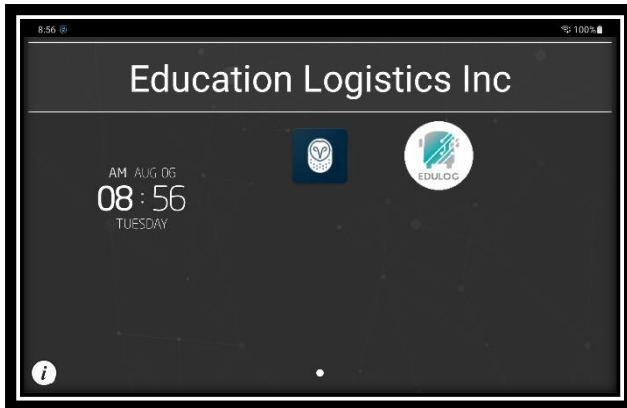 8:56
100%
Education Logistics Inc
AM AUG 06
08:56
TUESDAY
EDULOG
i